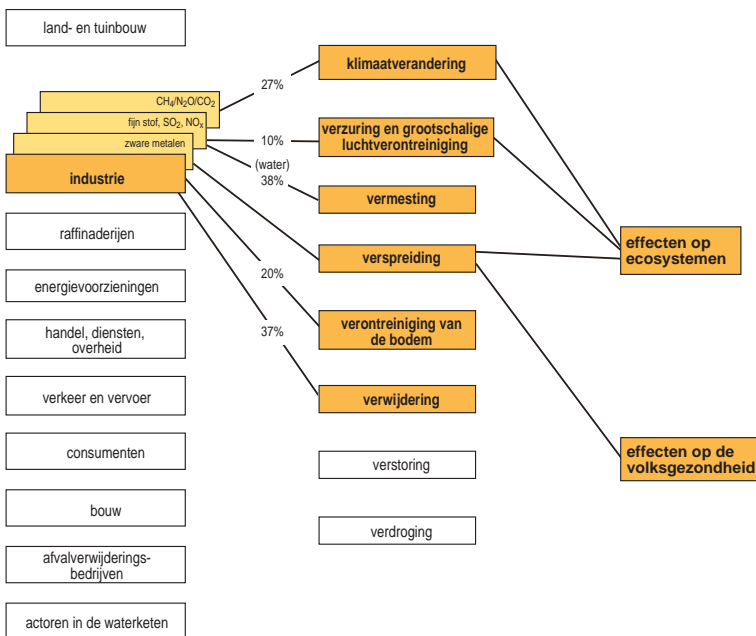 land- en tuinbouw
CH₄/N₂O/CO₂
fijn stof, SO₂, NOₓ
zware metalen
industrie
raffinaderijen
energievoorzieningen
handel, diensten,
overheid
verkeer en vervoer
consumenten
bouw
afvalverwijderings-
bedrijven
actoren in de waterketen
27%
10%
(water)
38%
20%
37%
klimaatverandering
verzuring en grootschalige
luchtverontreiniging
vermesting
verspreiding
verontreiniging van
de bodem
verwijdering
verstoring
verdroging
effecten op
ecosystemen
effecten op de
volksgezondheid